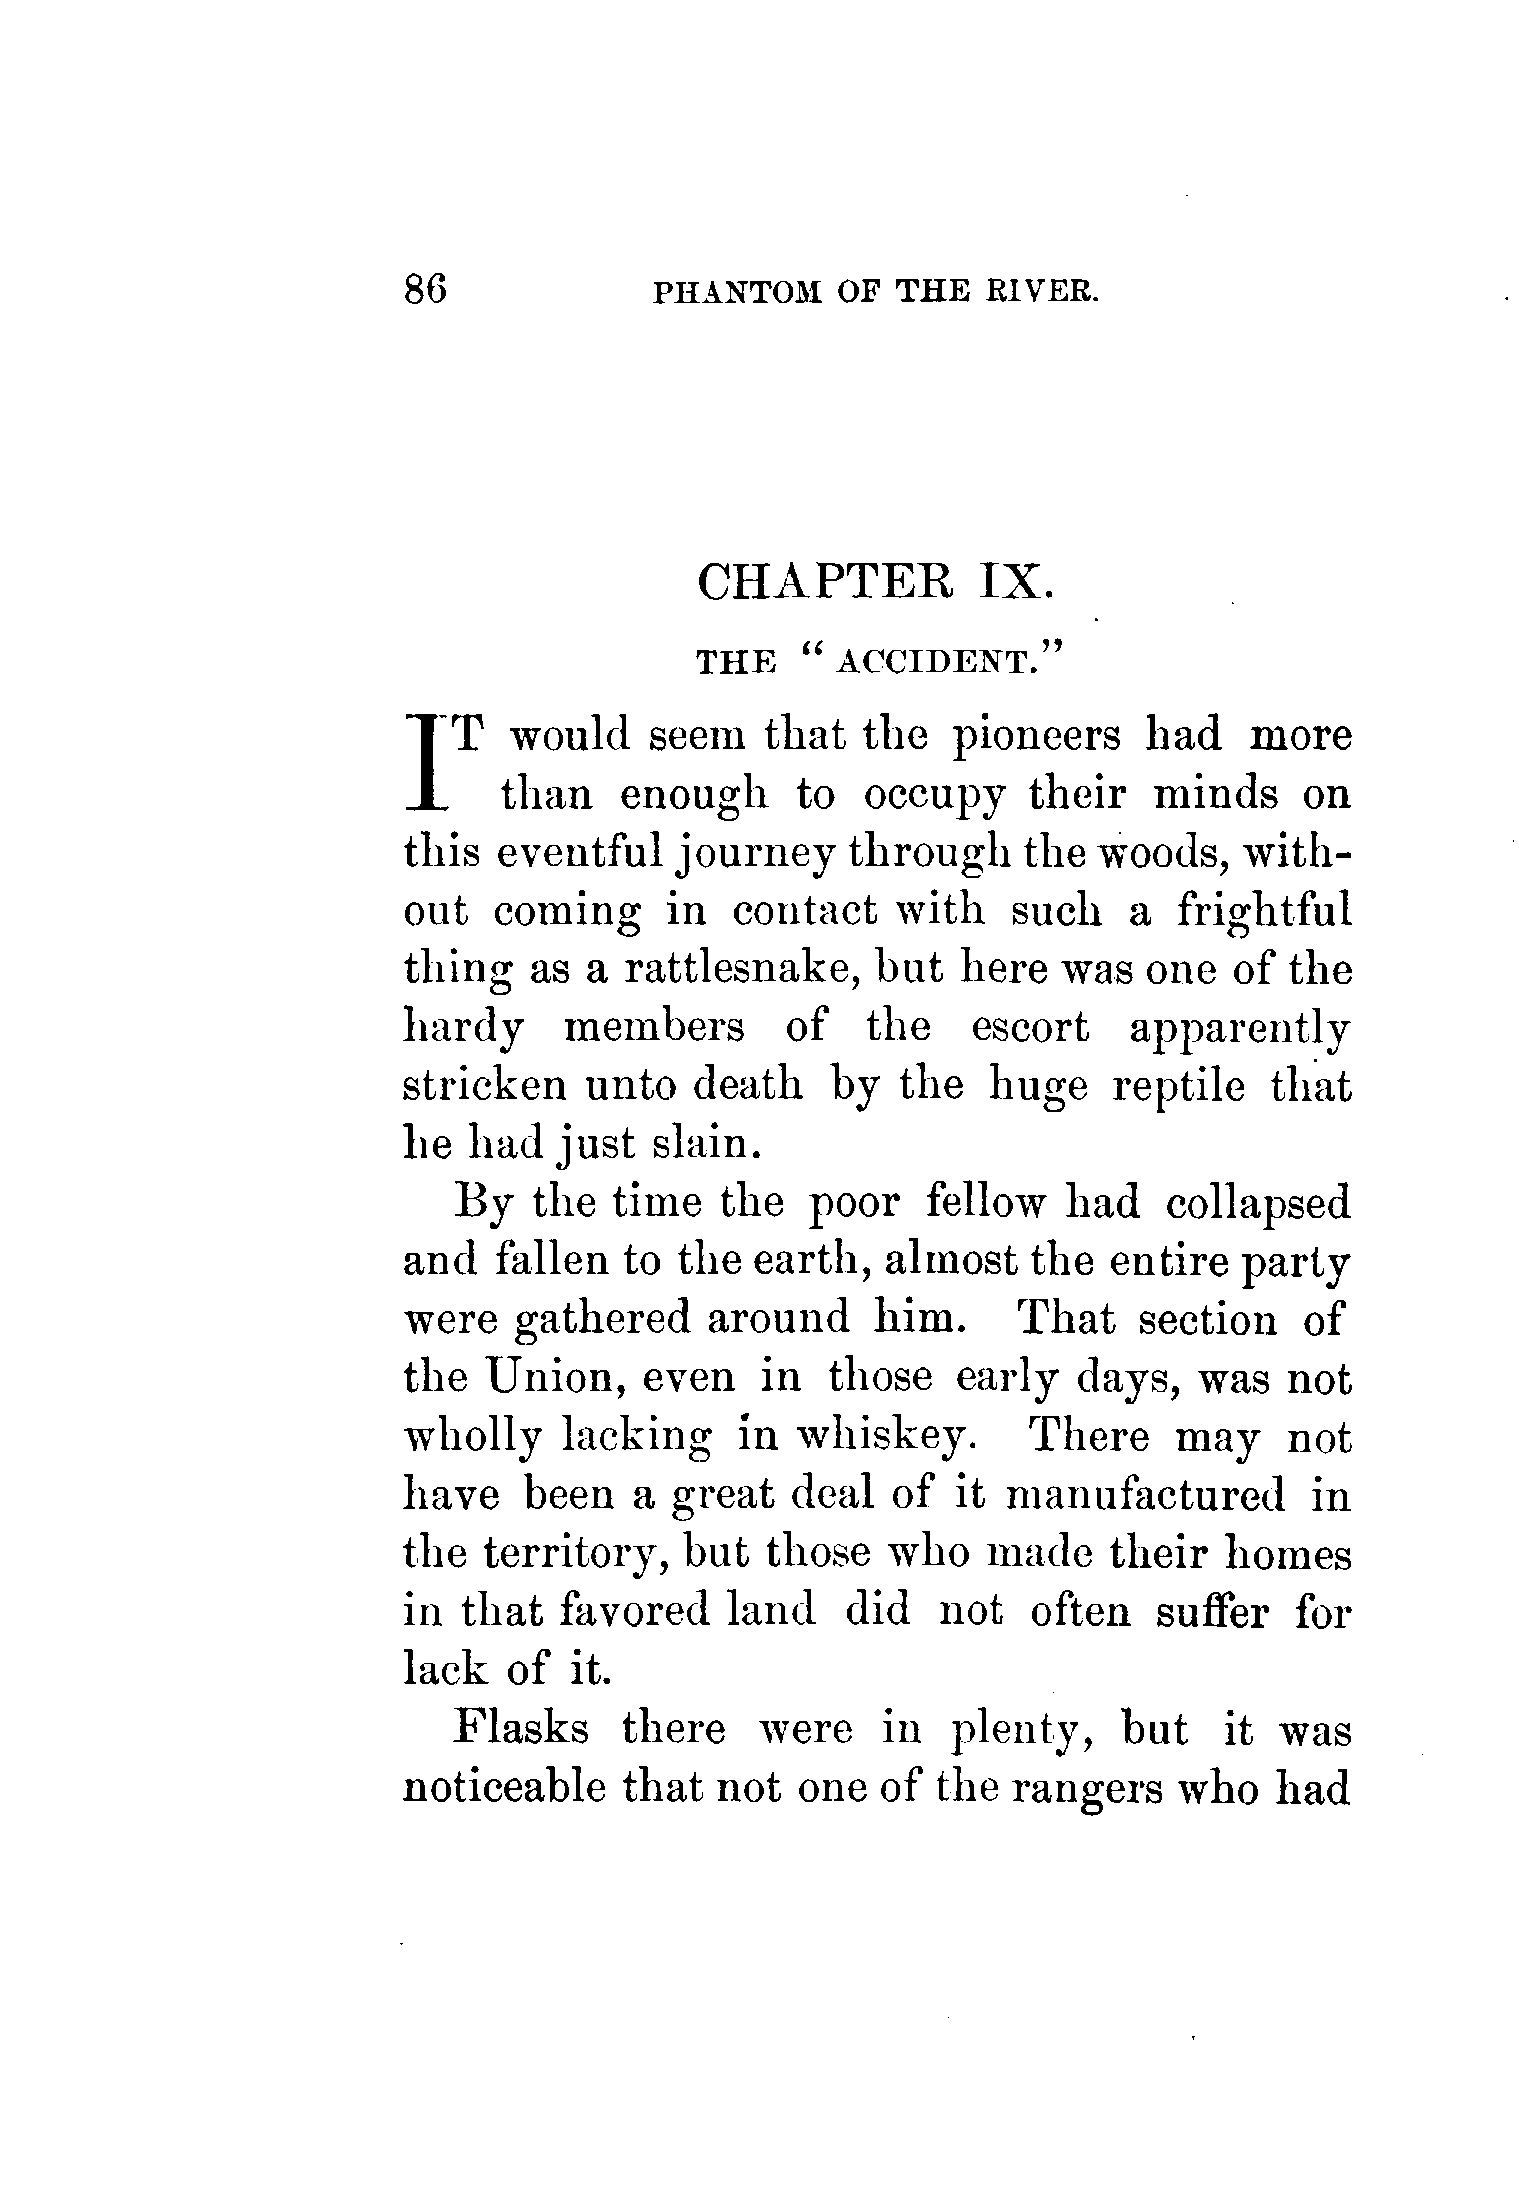 86 PHANTOM OF THE RIVER.
CHAPTER IX.
THE “ ACCIDENT.”
IT would seem that the pioneers had more
than enough to occupy their minds on
this eventful journey through the woods, with-
out coming in contact with such a frightful
thing as a rattlesnake, but here was one of the
hardy members of the escort apparently
stricken unto death by the huge reptile that
he had just slain.
By the time the poor fellow had collapsed
and fallen to the earth, almost the entire party
were gathered around him. That section of
the Union, even in those early days, was not
wholly lacking in whiskey. There may not
have been a great deal of it manufactured in
the territory, but those who made their homes
in that favored land did not often suffer for
lack of it.
Flasks there were in plenty, but it was
noticeable that not one of the rangers who had